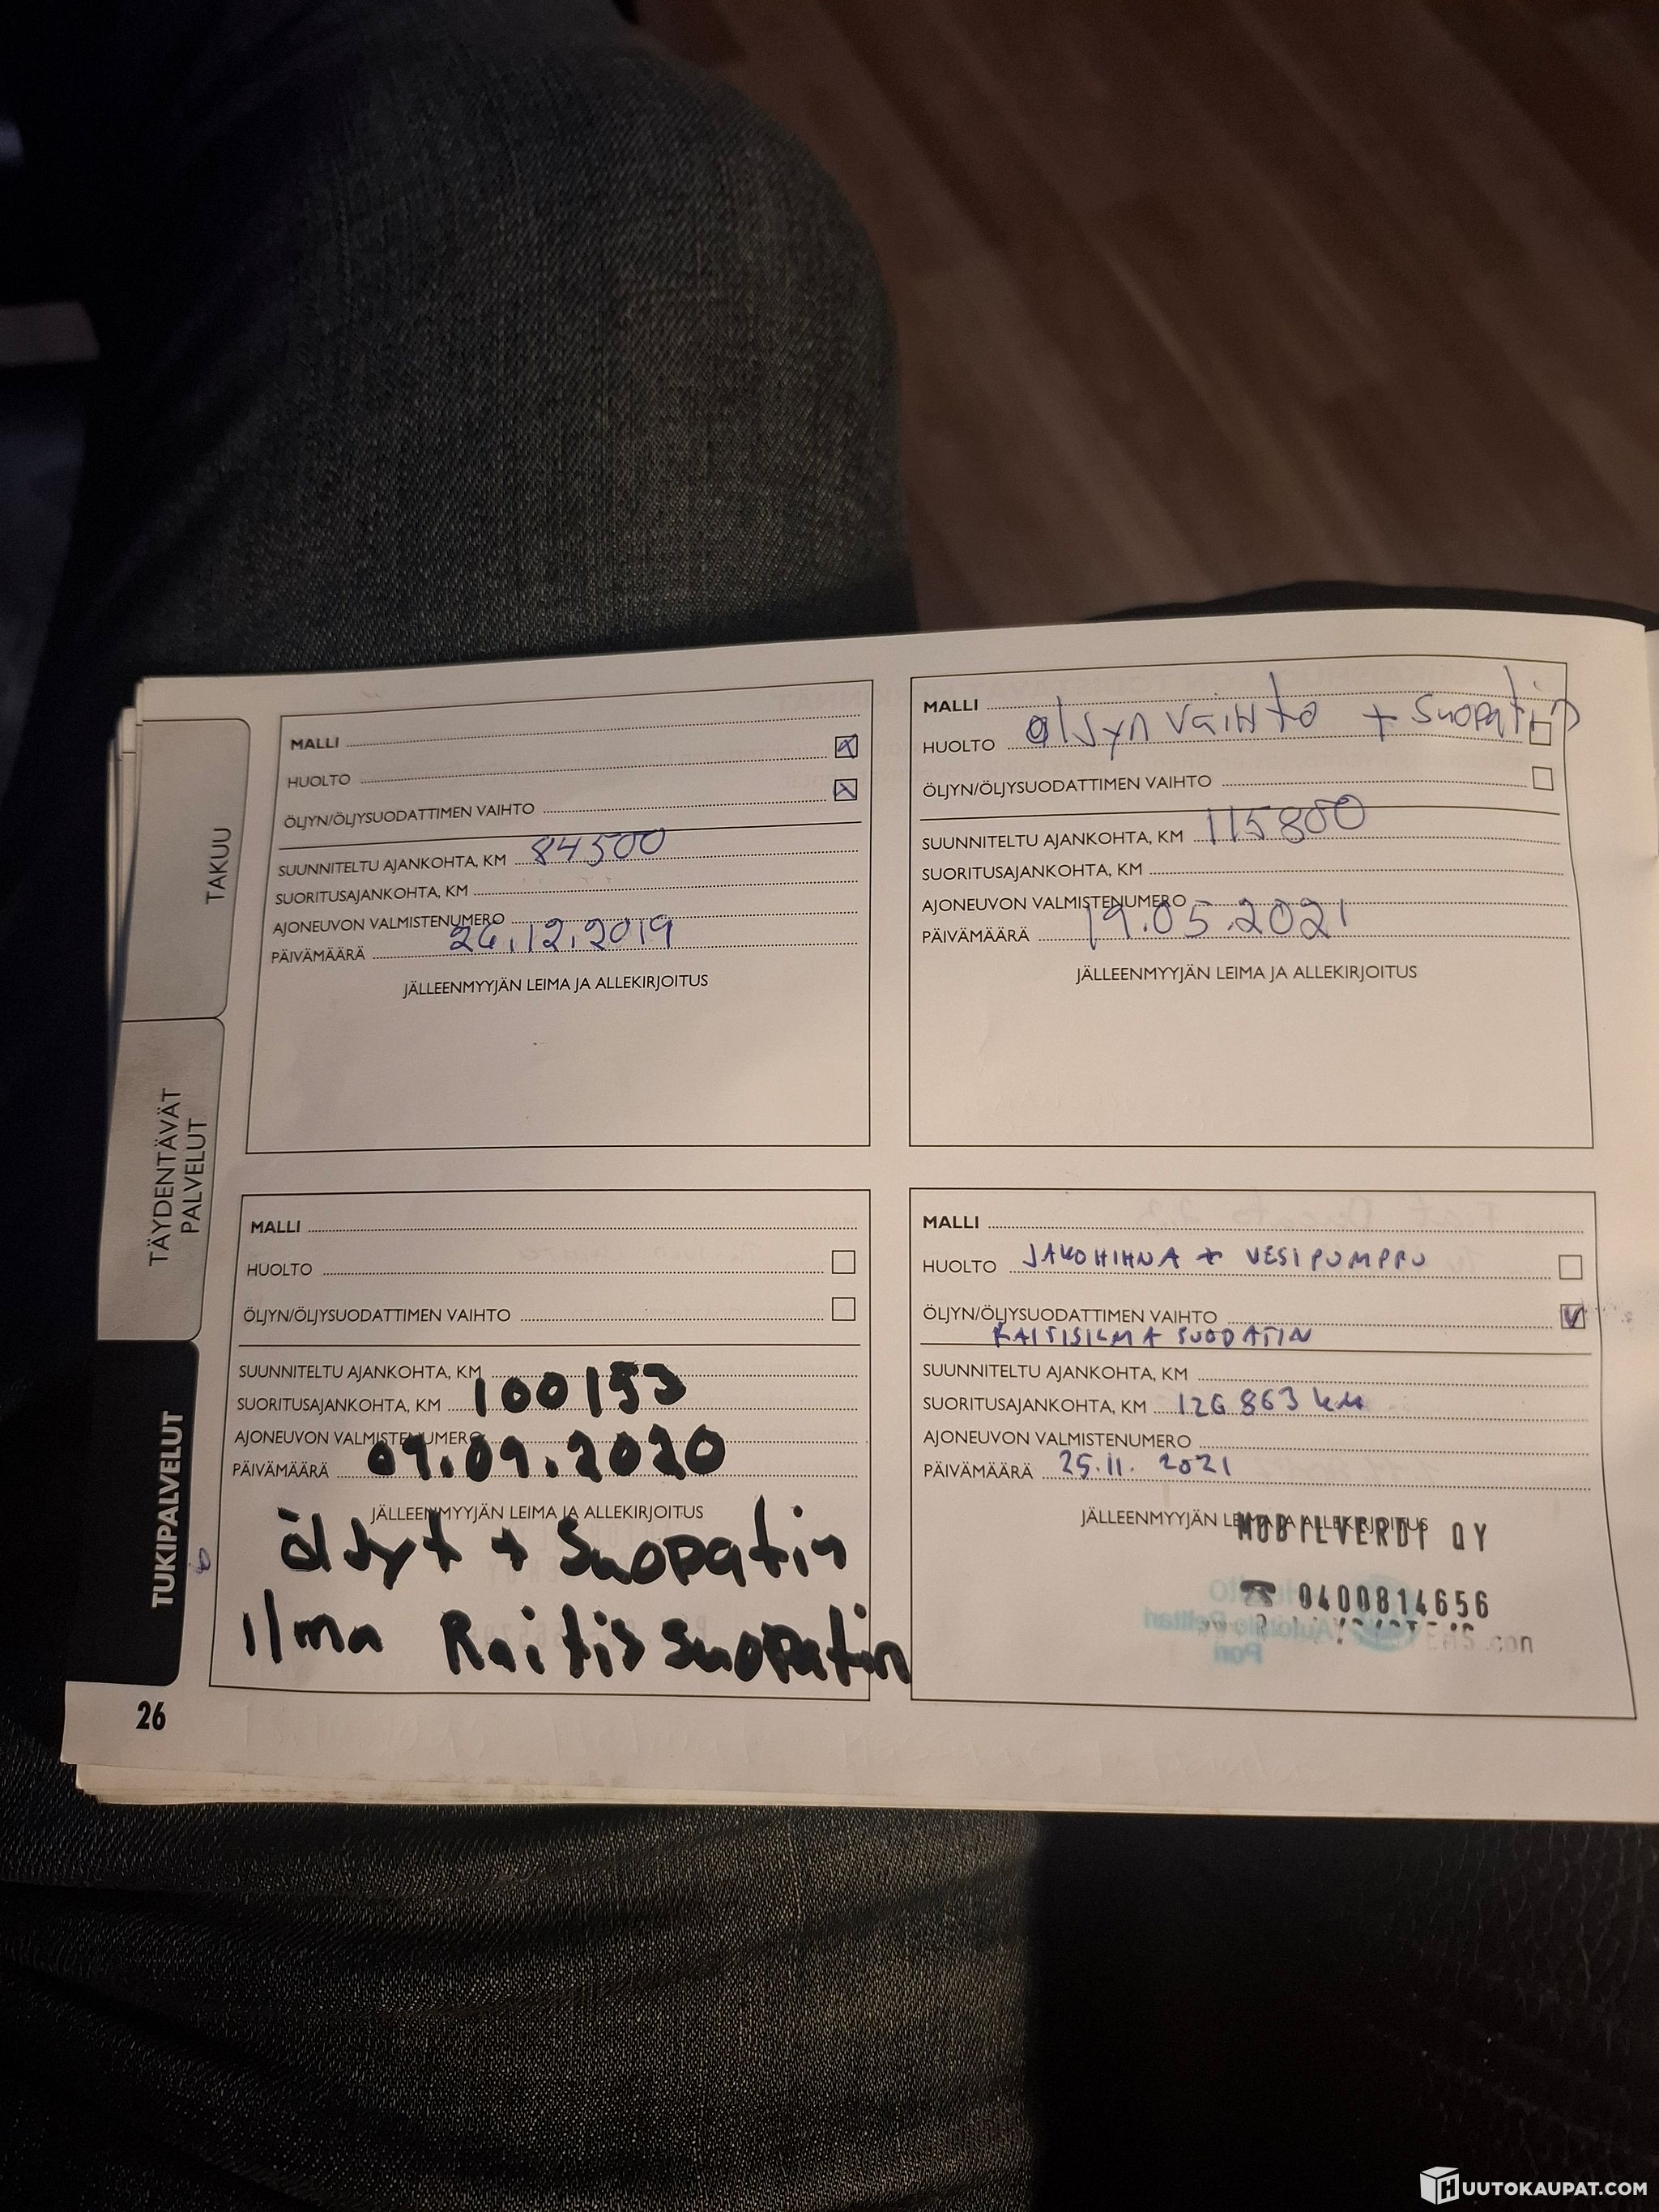 TAKUU
TÄYDENTÄVÄT
PALVELUT
TUKIPALVELUT
26
MALLI
HUOLTO
ÖLJYN/ÖLJYSUODATTIMEN VAIHTO
SUUNNITELTU AJANKOHTA, KM 84500
SUORITUSAJANKOHTA, KM
AJONEUVON VALMISTENUMERO
PÄIVÄMÄÄRÄ 26.12.2019
JÄLLEENMYYJÄN LEIMA JA ALLEKIRJOITUS
MALLI
HUOLTO öljyn vaihto + Suopatin
ÖLJYN/ÖLJYSUODATTIMEN VAIHTO
SUUNNITELTU AJANKOHTA, KM 115800
SUORITUSAJANKOHTA, KM
AJONEUVON VALMISTENUMERO
PÄIVÄMÄÄRÄ 19.05.2021
JÄLLEENMYYJÄN LEIMA JA ALLEKIRJOITUS
MALLI
HUOLTO
ÖLJYN/ÖLJYSUODATTIMEN VAIHTO
SUUNNITELTU AJANKOHTA, KM
SUORITUSAJANKOHTA, KM 100153
AJONEUVON VALMISTENUMERO
PÄIVÄMÄÄRÄ 09.09.2020
JÄLLEENMYYJÄN LEIMA JA ALLEKIRJOITUS
öljyt + Suopatin
Ilma Raitissuopatin
MALLI
HUOLTO JAKOHIHNA + VESIPUMPPU
ÖLJYN/ÖLJYSUODATTIMEN VAIHTO
RAITISILMA SUODATIN
SUUNNITELTU AJANKOHTA, KM
SUORITUSAJANKOHTA, KM 126 863 km
AJONEUVON VALMISTENUMERO
PÄIVÄMÄÄRÄ 25.11. 2021
JÄLLEENMYYJÄN LEIMA JA ALLEKIRJOITUS
MOBILVERDI OY
☎ 0400814656
HUUTOKAUPAT.COM